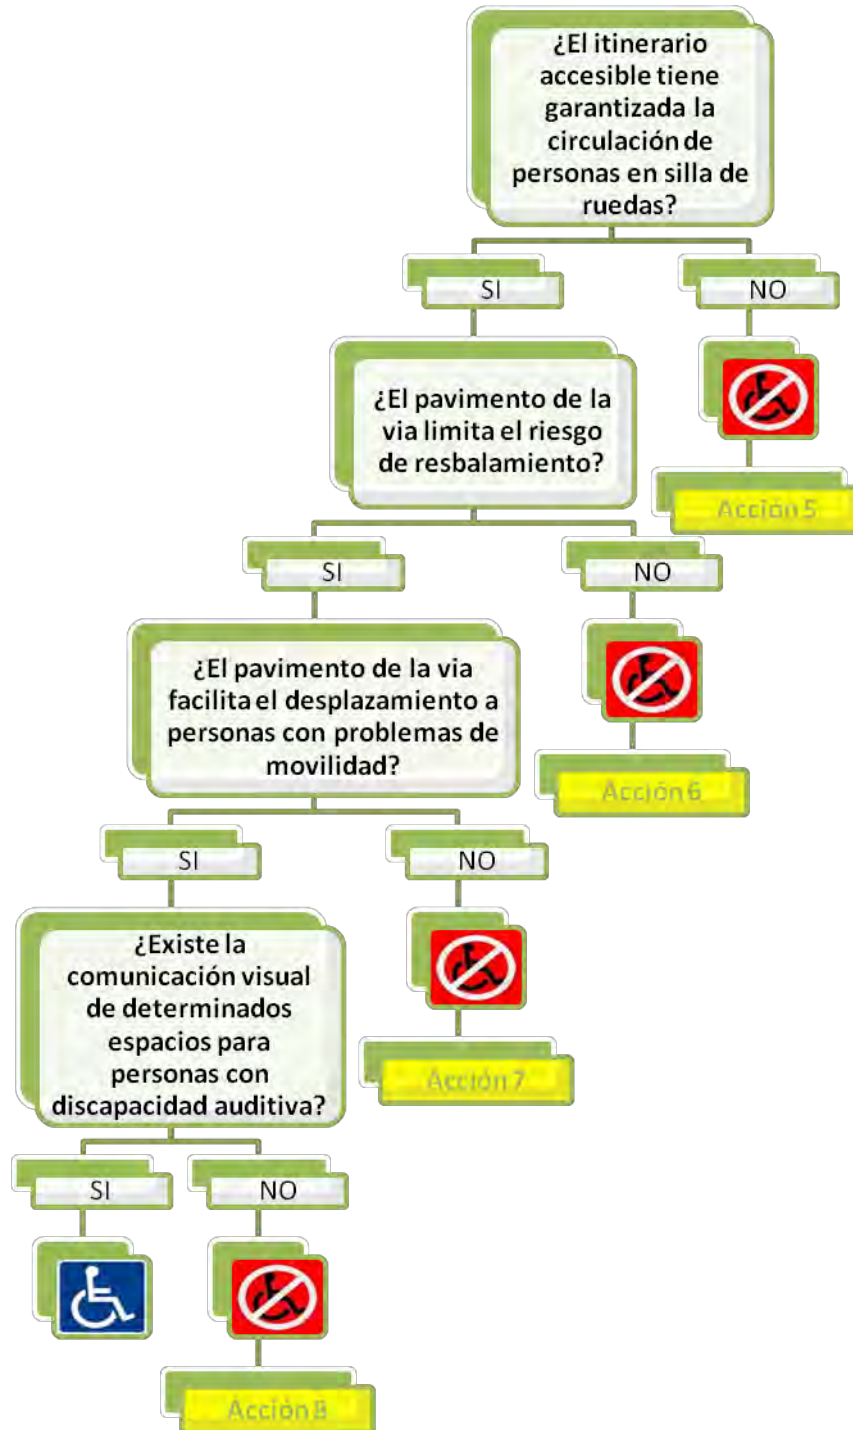 ¿El itinerario
accesible tiene
garantizada la
circulación de
personas en silla de
ruedas?
SI
NO
¿El pavimento de la
via limita el riesgo
de resbalamiento?
Acción 5
SI
NO
¿El pavimento de la via
facilita el desplazamiento a
personas con problemas de
movilidad?
Acción 6
SI
NO
¿Existe la
comunicación visual
de determinados
espacios para
personas con
discapacidad auditiva?
Acción 7
SI
NO
Acción 8